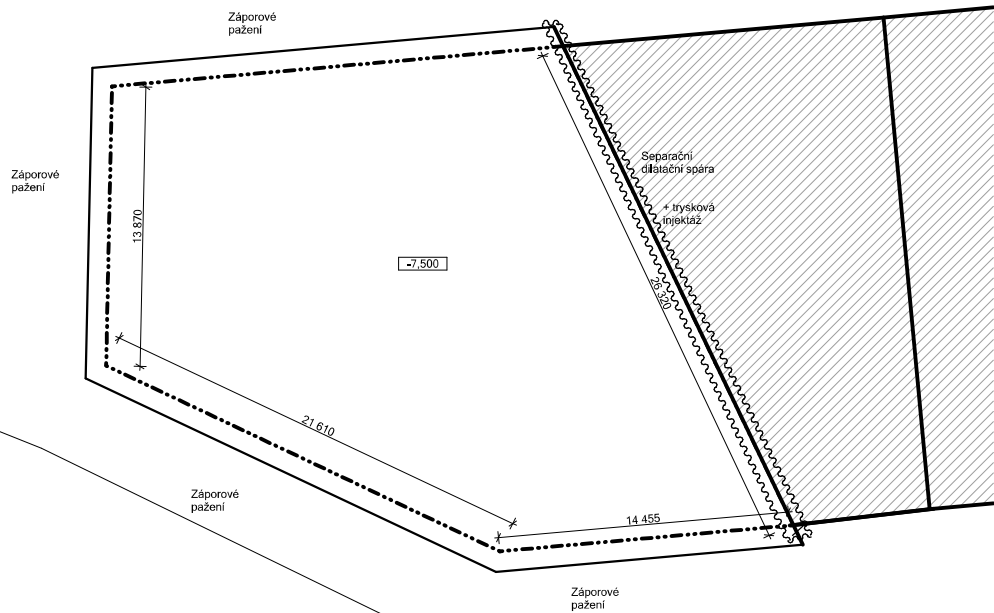 Záporové
pažení
Záporové
pažení
Separační
dilatační spára
+ trysková
injektáž
13 870
-7,500
26 320
21 610
14 455
Záporové
pažení
Záporové
pažení